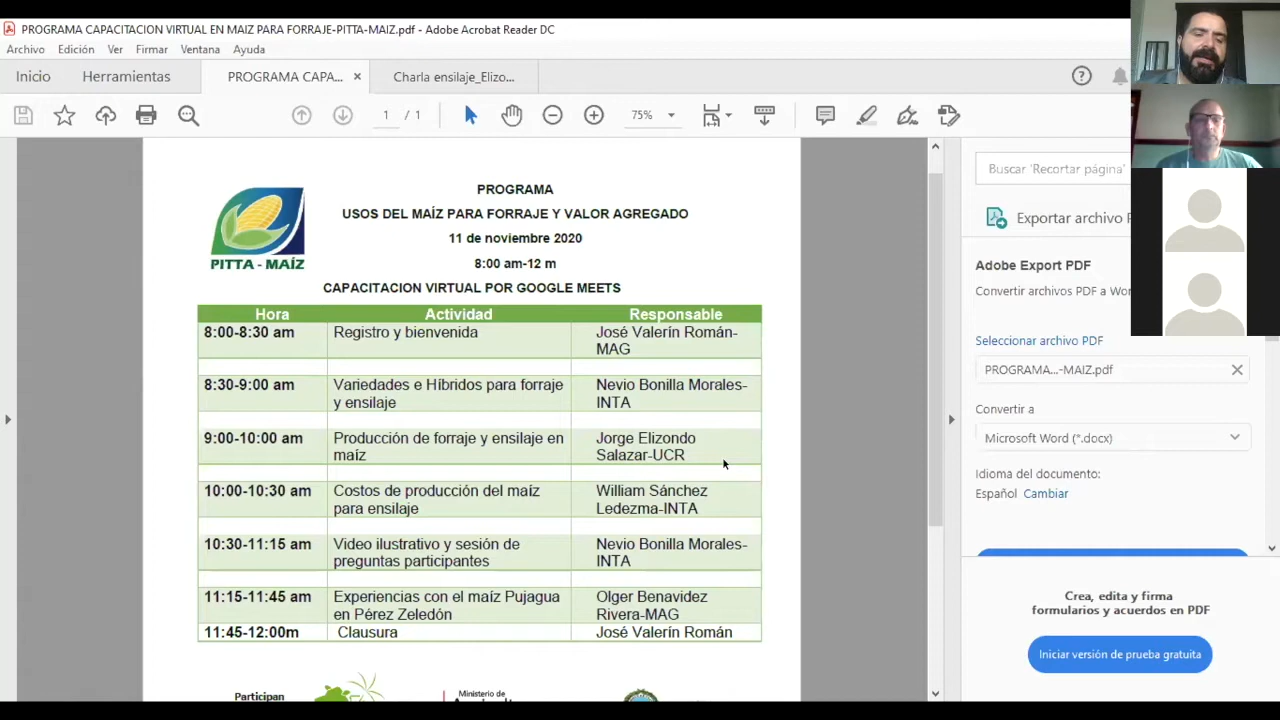 PROGRAMA CAPACITACION VIRTUAL EN MAIZ PARA FORRAJE-PITTA-MAIZ.pdf - Adobe Acrobat Reader DC
Archivo Edición Ver Firmar Ventana Ayuda
Inicio Herramientas PROGRAMA CAPA... Charla ensilaje_Elizo...
1 / 1 75%
PROGRAMA
USOS DEL MAÍZ PARA FORRAJE Y VALOR AGREGADO
11 de noviembre 2020
8:00 am-12 m
PITTA - MAÍZ
CAPACITACION VIRTUAL POR GOOGLE MEETS
Hora Actividad Responsable
8:00-8:30 am Registro y bienvenida José Valerín Román-
MAG
8:30-9:00 am Variedades e Híbridos para forraje Nevio Bonilla Morales-
y ensilaje INTA
9:00-10:00 am Producción de forraje y ensilaje en Jorge Elizondo
maíz Salazar-UCR
10:00-10:30 am Costos de producción del maíz William Sánchez
para ensilaje Ledezma-INTA
10:30-11:15 am Video ilustrativo y sesión de Nevio Bonilla Morales-
preguntas participantes INTA
11:15-11:45 am Experiencias con el maíz Pujagua Olger Benavidez
en Pérez Zeledón Rivera-MAG
11:45-12:00m Clausura José Valerín Román
Participan
Ministerio de
Buscar 'Recortar página'
Exportar archivo
Adobe Export PDF
Convertir archivos PDF a
Seleccionar archivo PDF
PROGRAMA...-MAIZ.pdf
Convertir a
Microsoft Word (*.docx)
Idioma del documento:
Español Cambiar
Crea, edita y firma
formularios y acuerdos en PDF
Iniciar versión de prueba gratuita